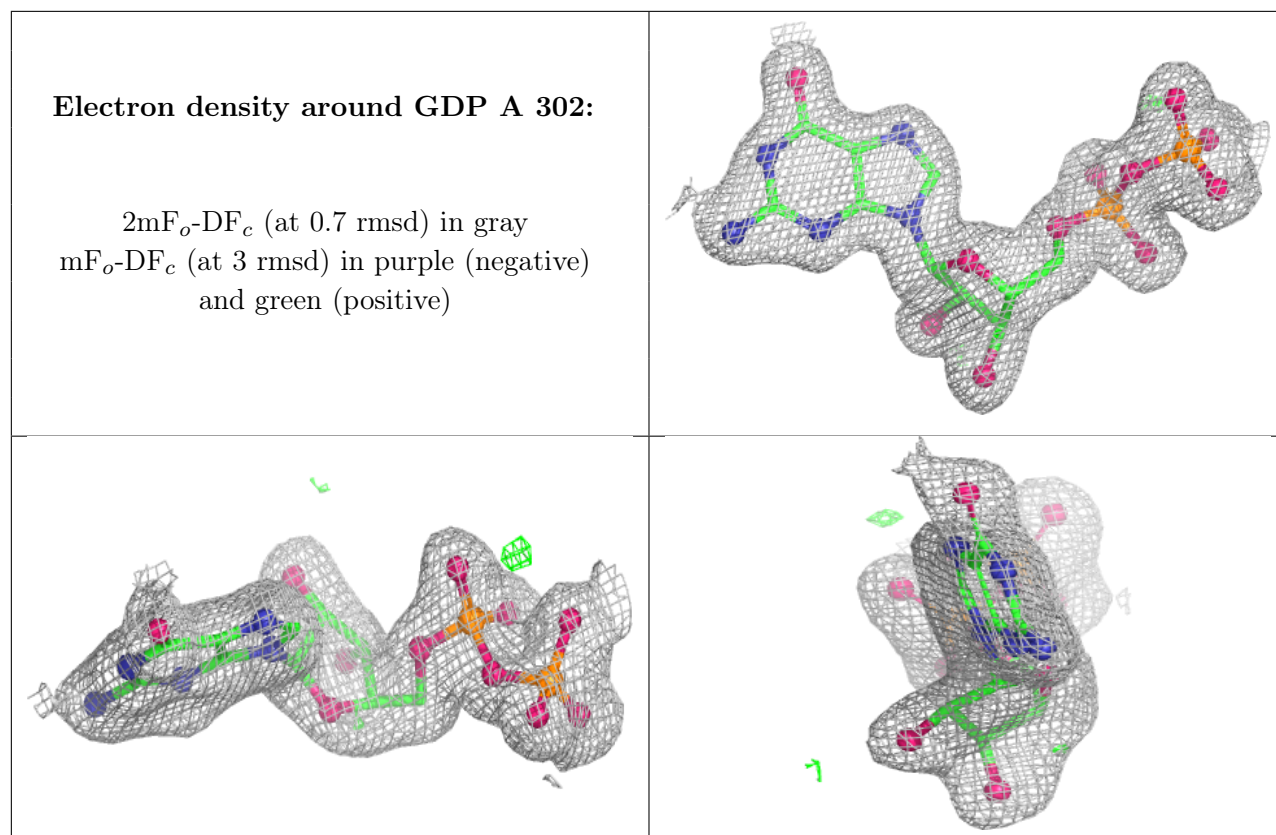 Electron density around GDP A 302:
2mFo-DFc (at 0.7 rmsd) in gray
mFo-DFc (at 3 rmsd) in purple (negative)
and green (positive)